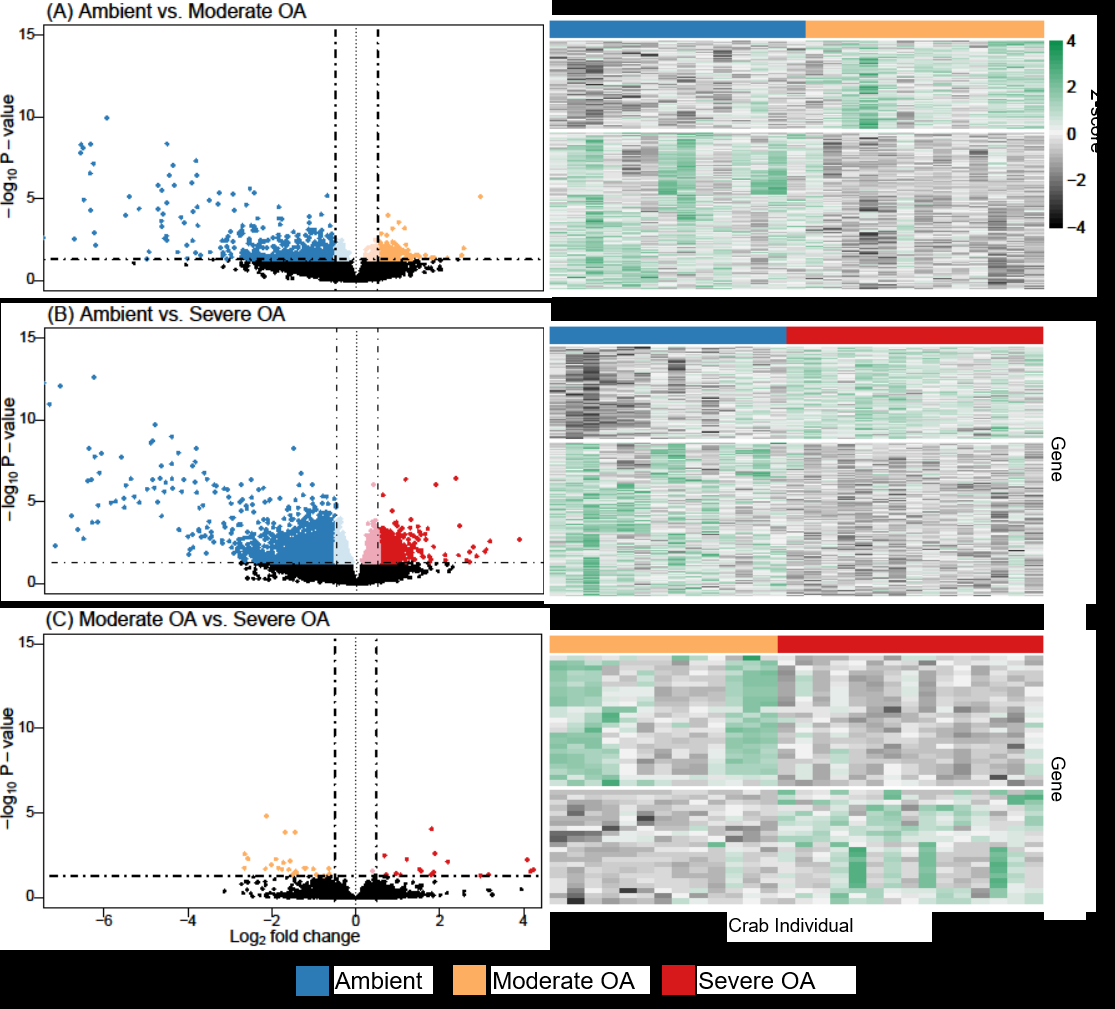 (A) Ambient vs. Moderate OA
15
10
5
0
−log10 P−value
4
2
0
−2
−4
z-score
(B) Ambient vs. Severe OA
15
10
5
0
−log10 P−value
Gene
(C) Moderate OA vs. Severe OA
15
10
5
0
−log10 P−value
Gene
−6 −4 −2 0 2 4
Log2 fold change
Crab Individual
Ambient Moderate OA Severe OA